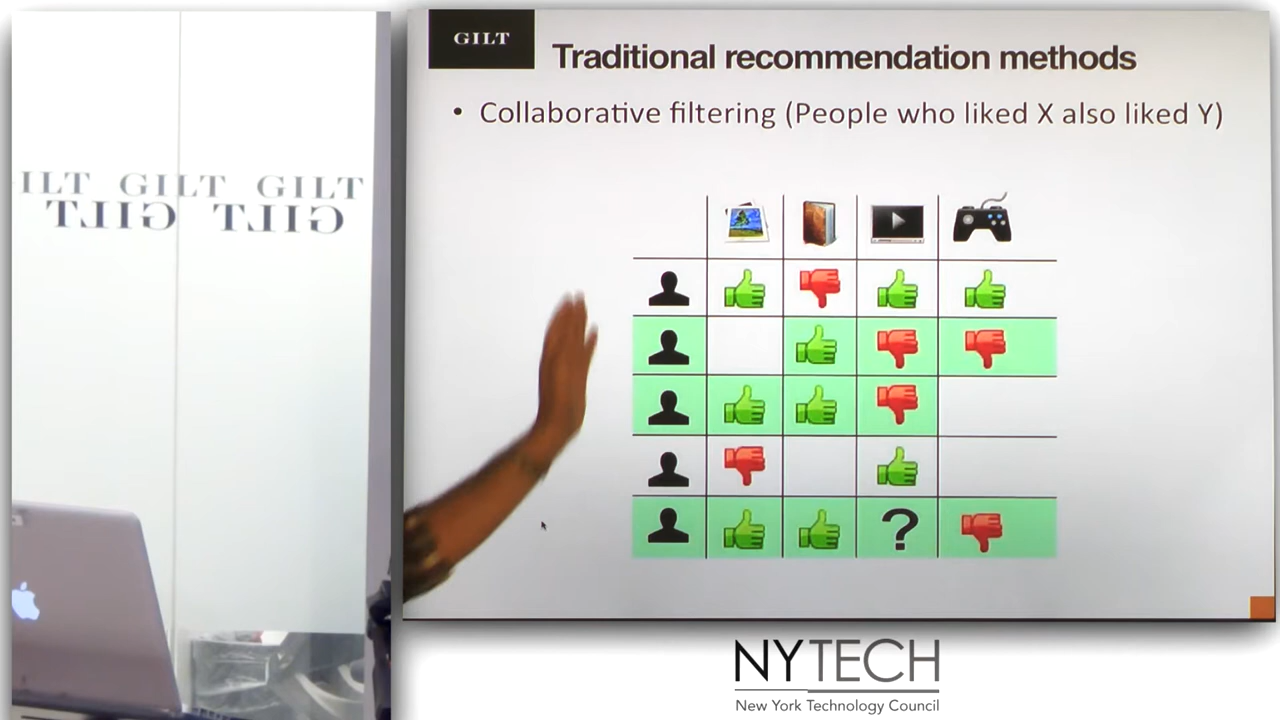 GILT
Traditional recommendation methods
• Collaborative filtering (People who liked X also liked Y)
?
ILT GILT GILT
GILT GILT
NYTECH
New York Technology Council